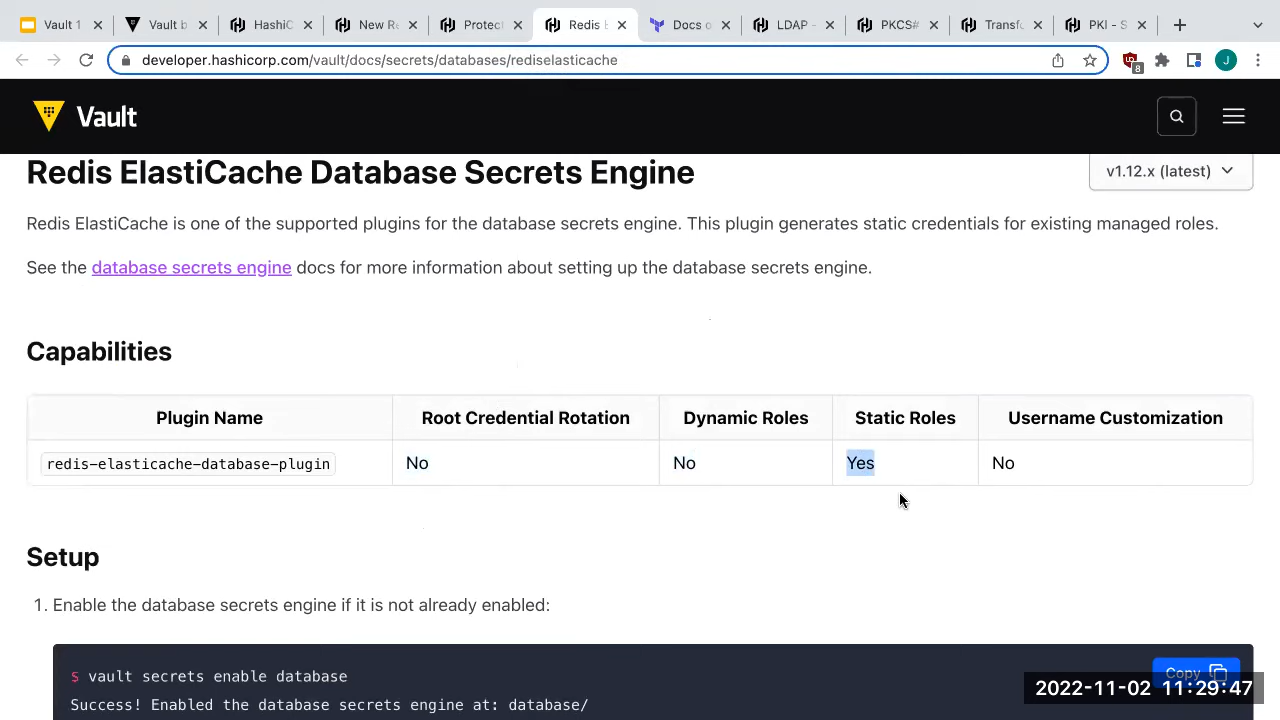 Vault 1
Vault b
HashiC
New Re
Protec
Redis E
Docs o
LDAP -
PKCS#
Transf
PKI - S
developer.hashicorp.com/vault/docs/secrets/databases/rediselasticache
8
J
Vault
Redis ElastiCache Database Secrets Engine
v1.12.x (latest)
Redis ElastiCache is one of the supported plugins for the database secrets engine. This plugin generates static credentials for existing managed roles.
See the database secrets engine docs for more information about setting up the database secrets engine.
Capabilities
Plugin Name Root Credential Rotation Dynamic Roles Static Roles Username Customization
redis-elasticache-database-plugin No No Yes No
Setup
1. Enable the database secrets engine if it is not already enabled:
$ vault secrets enable database
Copy
Success! Enabled the database secrets engine at: database/
2022-11-02 11:29:47